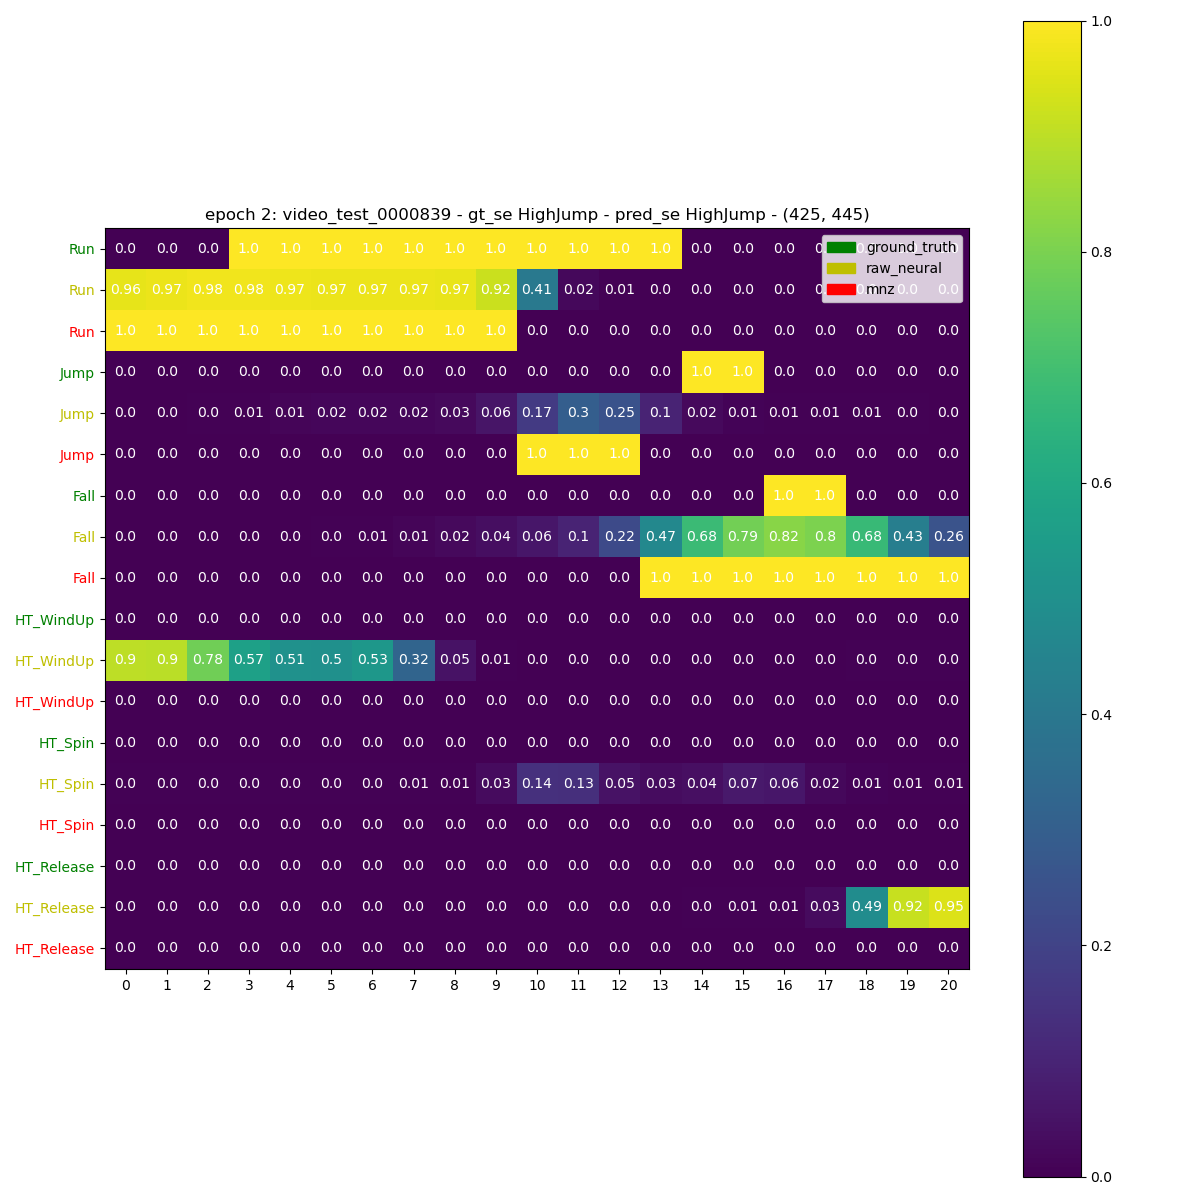 epoch 2: video_test_0000839 - gt_se HighJump - pred_se HighJump - (425, 445)
Run 0.0 0.0 0.0 1.0 1.0 1.0 1.0 1.0 1.0 1.0 1.0 1.0 1.0 1.0 0.0 0.0 0.0
Run 0.96 0.97 0.98 0.98 0.97 0.97 0.97 0.97 0.97 0.92 0.41 0.02 0.01 0.0 0.0 0.0 0.0
ground_truth
raw_neural
mnz
Run 1.0 1.0 1.0 1.0 1.0 1.0 1.0 1.0 1.0 1.0 0.0 0.0 0.0 0.0 0.0 0.0 0.0 0.0 0.0 0.0 0.0
Jump 0.0 0.0 0.0 0.0 0.0 0.0 0.0 0.0 0.0 0.0 0.0 0.0 0.0 0.0 1.0 1.0 0.0 0.0 0.0 0.0 0.0
Jump 0.0 0.0 0.0 0.01 0.01 0.02 0.02 0.02 0.03 0.06 0.17 0.3 0.25 0.1 0.02 0.01 0.01 0.01 0.01 0.0 0.0
Jump 0.0 0.0 0.0 0.0 0.0 0.0 0.0 0.0 0.0 0.0 1.0 1.0 1.0 0.0 0.0 0.0 0.0 0.0 0.0 0.0 0.0
Fall 0.0 0.0 0.0 0.0 0.0 0.0 0.0 0.0 0.0 0.0 0.0 0.0 0.0 0.0 0.0 0.0 1.0 1.0 0.0 0.0 0.0
Fall 0.0 0.0 0.0 0.0 0.0 0.0 0.01 0.01 0.02 0.04 0.06 0.1 0.22 0.47 0.68 0.79 0.82 0.8 0.68 0.43 0.26
Fall 0.0 0.0 0.0 0.0 0.0 0.0 0.0 0.0 0.0 0.0 0.0 0.0 0.0 1.0 1.0 1.0 1.0 1.0 1.0 1.0 1.0
HT_WindUp 0.0 0.0 0.0 0.0 0.0 0.0 0.0 0.0 0.0 0.0 0.0 0.0 0.0 0.0 0.0 0.0 0.0 0.0 0.0 0.0 0.0
HT_WindUp 0.9 0.9 0.78 0.57 0.51 0.5 0.53 0.32 0.05 0.01 0.0 0.0 0.0 0.0 0.0 0.0 0.0 0.0 0.0 0.0 0.0
HT_WindUp 0.0 0.0 0.0 0.0 0.0 0.0 0.0 0.0 0.0 0.0 0.0 0.0 0.0 0.0 0.0 0.0 0.0 0.0 0.0 0.0 0.0
HT_Spin 0.0 0.0 0.0 0.0 0.0 0.0 0.0 0.0 0.0 0.0 0.0 0.0 0.0 0.0 0.0 0.0 0.0 0.0 0.0 0.0 0.0
HT_Spin 0.0 0.0 0.0 0.0 0.0 0.0 0.0 0.01 0.01 0.03 0.14 0.13 0.05 0.03 0.04 0.07 0.06 0.02 0.01 0.01 0.01
HT_Spin 0.0 0.0 0.0 0.0 0.0 0.0 0.0 0.0 0.0 0.0 0.0 0.0 0.0 0.0 0.0 0.0 0.0 0.0 0.0 0.0 0.0
HT_Release 0.0 0.0 0.0 0.0 0.0 0.0 0.0 0.0 0.0 0.0 0.0 0.0 0.0 0.0 0.0 0.0 0.0 0.0 0.0 0.0 0.0
HT_Release 0.0 0.0 0.0 0.0 0.0 0.0 0.0 0.0 0.0 0.0 0.0 0.0 0.0 0.0 0.0 0.01 0.01 0.03 0.49 0.92 0.95
HT_Release 0.0 0.0 0.0 0.0 0.0 0.0 0.0 0.0 0.0 0.0 0.0 0.0 0.0 0.0 0.0 0.0 0.0 0.0 0.0 0.0 0.0
0 1 2 3 4 5 6 7 8 9 10 11 12 13 14 15 16 17 18 19 20
1.0
0.8
0.6
0.4
0.2
0.0